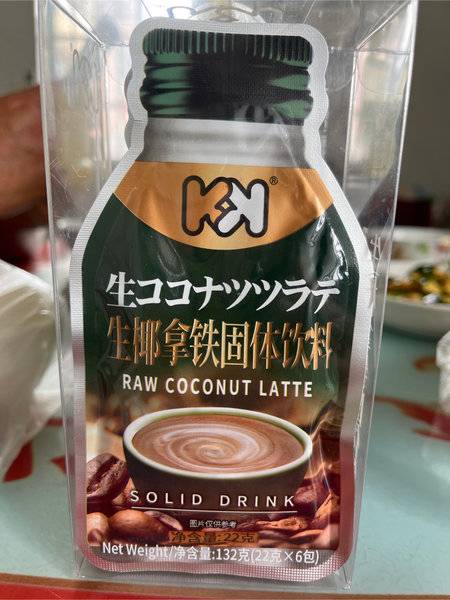 KK®
生ココナツツラテ
生椰拿铁固体饮料
RAW COCONUT LATTE
SOLID DRINK
图片仅供参考
净含量:22克
Net Weight/净含量:132克(22克×6包)